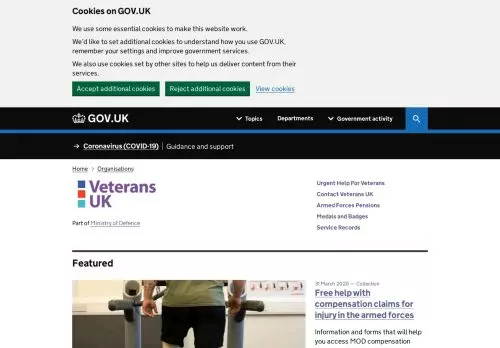 Cookies on GOV.UK
We use some essential cookies to make this website work.
We'd like to set additional cookies to understand how you use GOV.UK,
remember your settings and improve government services.
We also use cookies set by other sites to help us deliver content from their
services.
Accept additional cookies
Reject additional cookies
View cookies
GOV.UK
Topics
Departments
Government activity
→ Coronavirus (COVID-19)
Guidance and support
Home > Organisations
Veterans
UK
Part of Ministry of Defence
Urgent Help For Veterans
Contact Veterans UK
Armed Forces Pensions
Medals and Badges
Service Records
Featured
31 March 2020 — Collection
Free help with
compensation claims for
injury in the armed forces
Information and forms that will help
you access MOD compensation